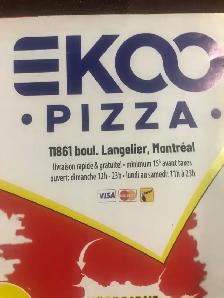 EKOO
• PIZZA •
11861 boul. Langelier, Montréal
livraison rapide & gratuite! - minimum 15$ avant taxes
ouvert: dimanche 12h - 23h • lundi au samedi: 11h à 23h
VISA